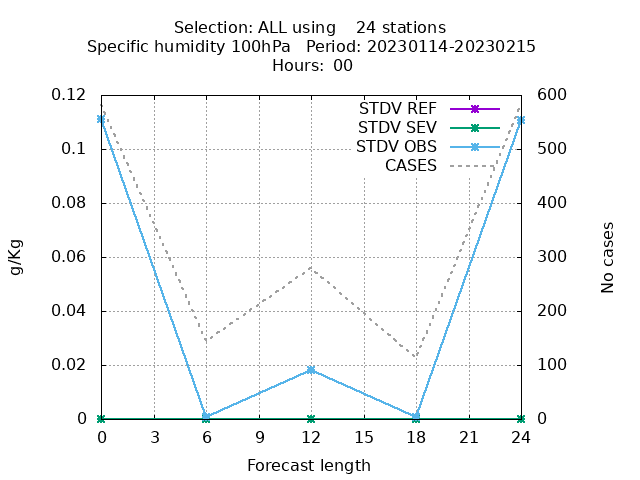 Selection: ALL using    24 stations
Specific humidity 100hPa   Period: 20230114-20230215
Hours:  00
STDV REF
STDV SEV
STDV OBS
CASES
0.12
0.1
0.08
0.06
0.04
0.02
0
g/Kg
600
500
400
300
200
100
0
No cases
0 3 6 9 12 15 18 21 24
Forecast length